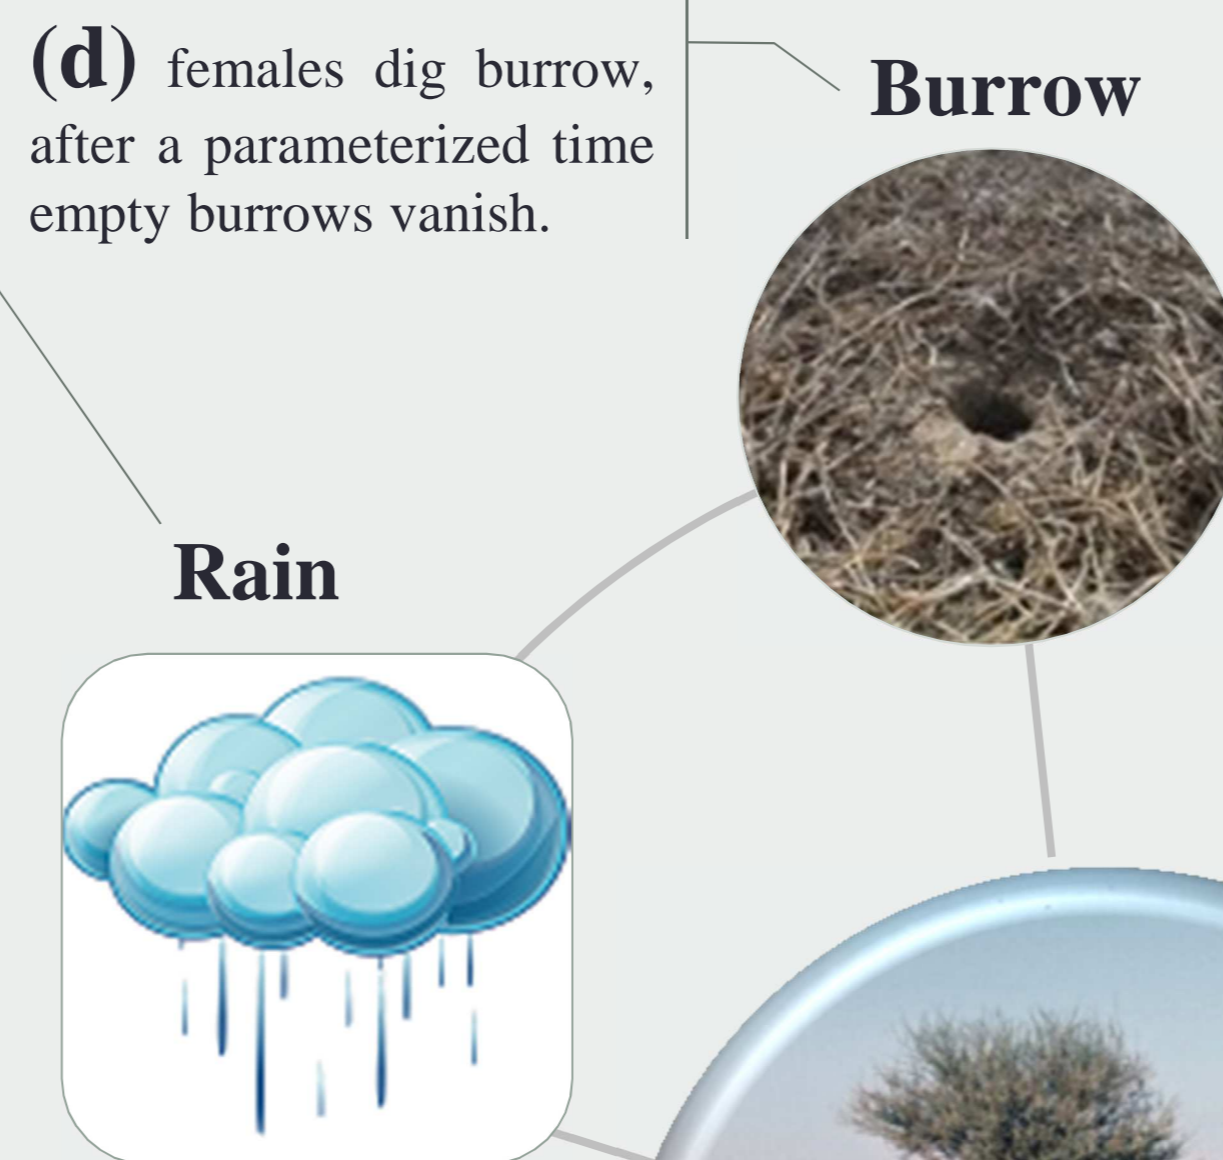 (d) females dig burrow,
after a parameterized time
empty burrows vanish.
Burrow
Rain